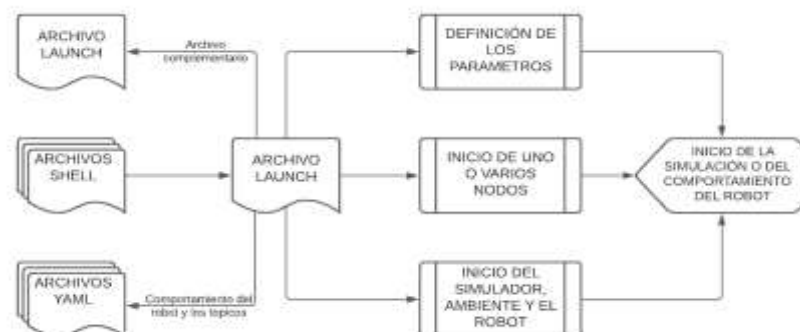 ARCHIVO
LAUNCH
Archivo
complementario
DEFINICIÓN DE
LOS
PARAMETROS
ARCHIVOS
SHELL
ARCHIVO
LAUNCH
INICIO DE UNO
O VARIOS
NODOS
INICIO DE LA
SIMULACIÓN O DEL
COMPORTAMIENTO
DEL ROBOT
ARCHIVOS
YAML
Comportamiento del
robot y los topicos
INICIO DEL
SIMULADOR,
AMBIENTE Y EL
ROBOT